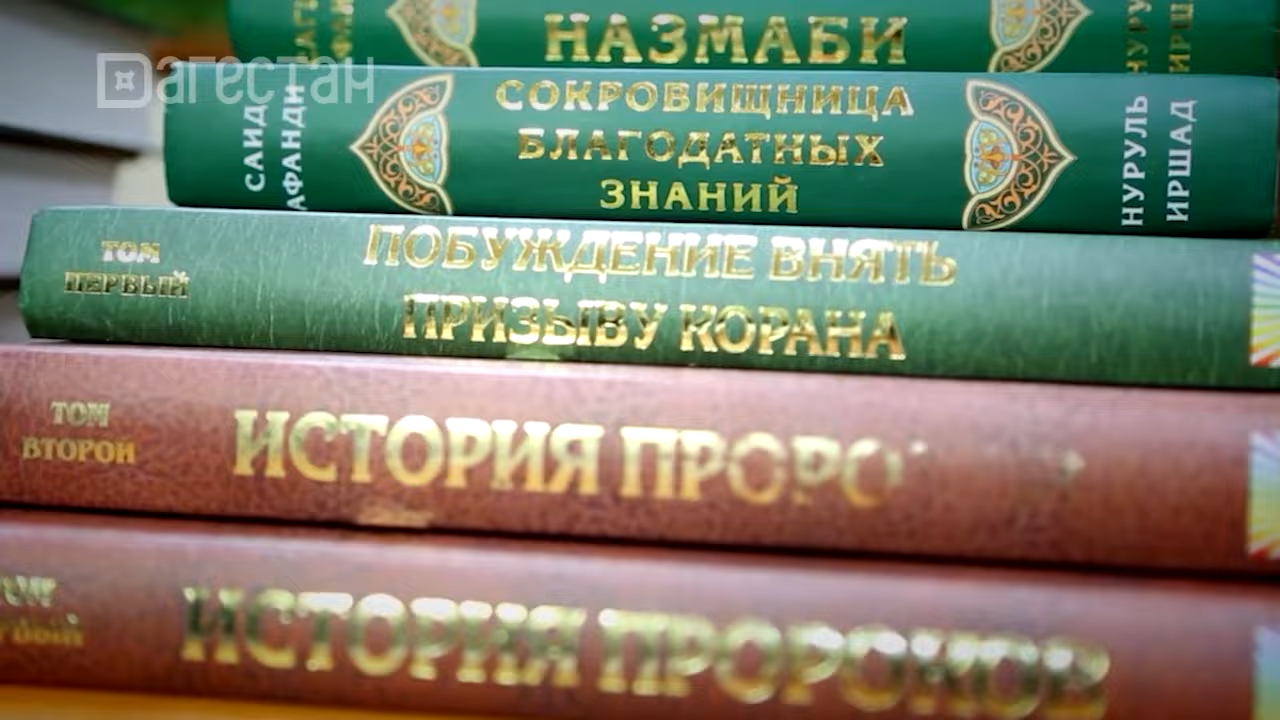 Дагестан
НАЗМАБИ
САИД
АФАНДИ
СОКРОВИЩНИЦА
БЛАГОДАТНЫХ
ЗНАНИЙ
НУРУЛЬ
ИРШАД
ТОМ
ПЕРВЫЙ
ПОБУЖДЕНИЕ ВНЯТЬ
ПРИЗЫВУ КОРАНА
ТОМ
ВТОРОЙ
ИСТОРИЯ
ИСТОРИЯ ПРОРОКОВ